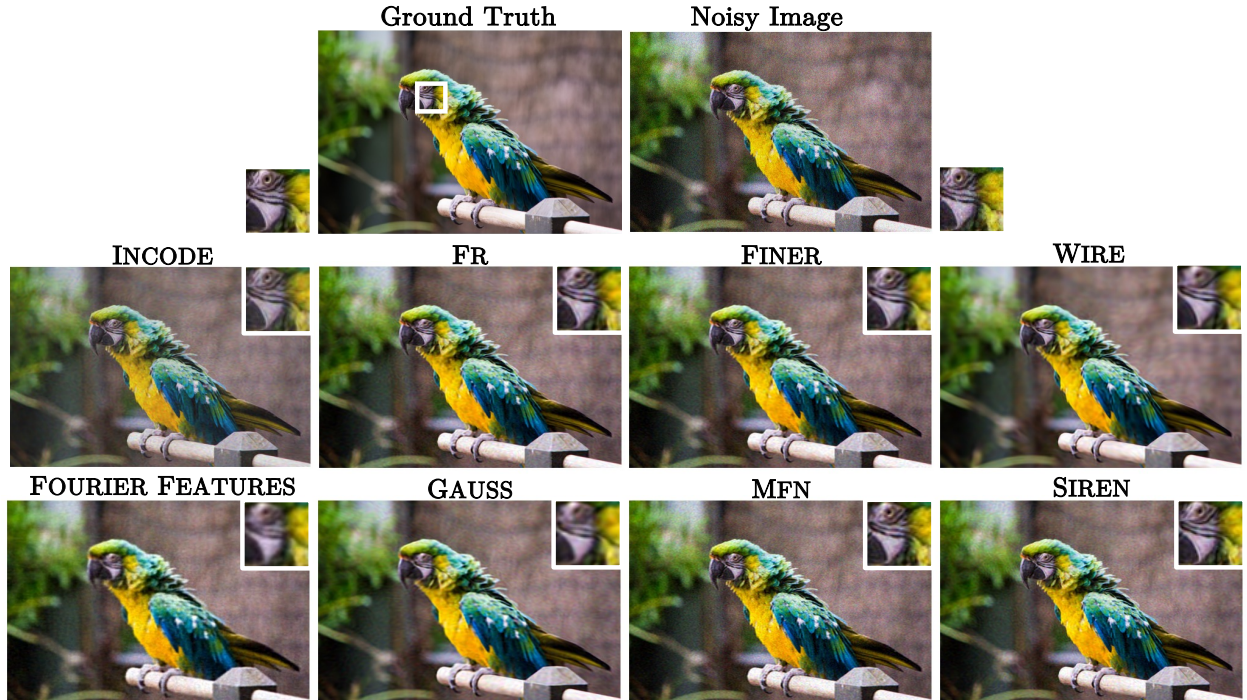 Ground Truth
Noisy Image
INCODE
FR
FINER
WIRE
FOURIER FEATURES
GAUSS
MFN
SIREN